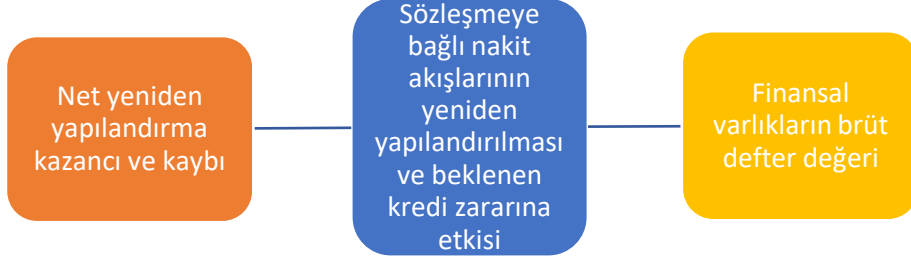 Net yeniden
yapılandırma
kazancı ve kaybı
Sözleşmeye
bağlı nakit
akışlarının
yeniden
yapılandırılması
ve beklenen
kredi zararına
etkisi
Finansal
varlıkların brüt
defter değeri